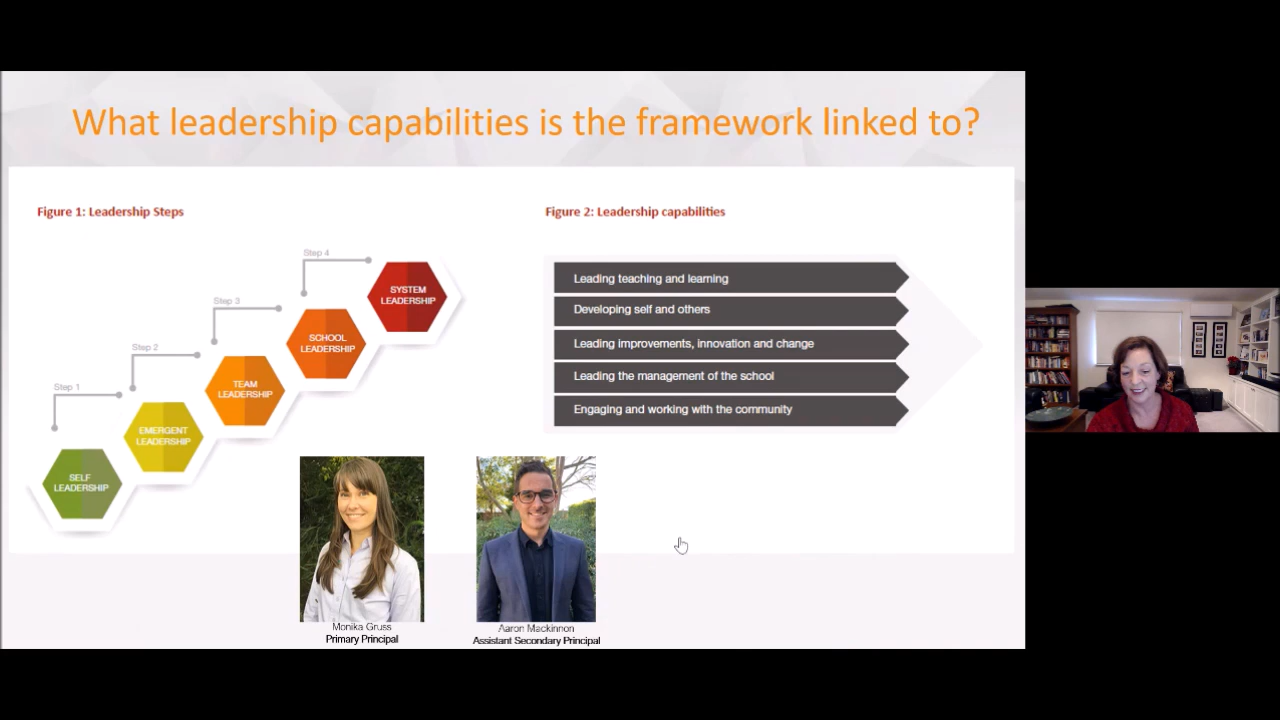 What leadership capabilities is the framework linked to?
Figure 1: Leadership Steps
Step 4
SYSTEM
LEADERSHIP
Step 3
SCHOOL
LEADERSHIP
Step 2
TEAM
LEADERSHIP
Step 1
EMERGENT
LEADERSHIP
SELF
LEADERSHIP
Figure 2: Leadership capabilities
Leading teaching and learning
Developing self and others
Leading improvements, innovation and change
Leading the management of the school
Engaging and working with the community
Monika Gruss
Primary Principal
Aaron Mackinnon
Assistant Secondary Principal